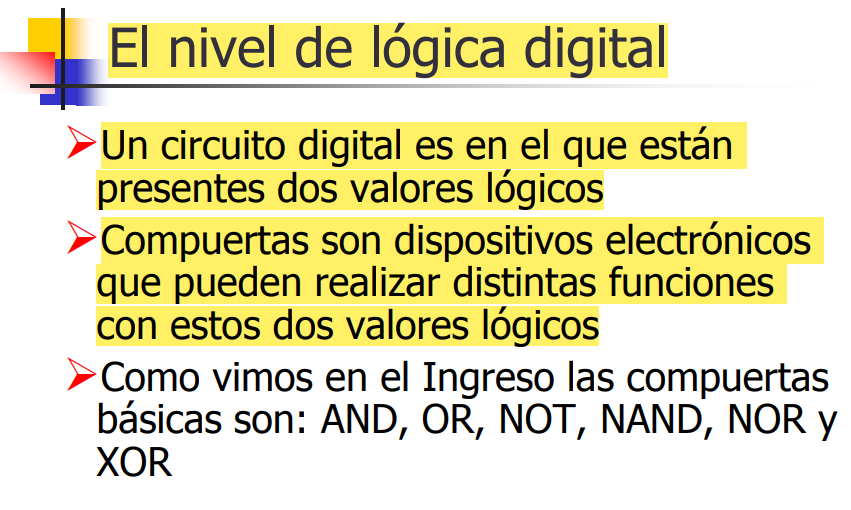 El nivel de lógica digital
Un circuito digital es en el que están
presentes dos valores lógicos
Compuertas son dispositivos electrónicos
que pueden realizar distintas funciones
con estos dos valores lógicos
Como vimos en el Ingreso las compuertas
básicas son: AND, OR, NOT, NAND, NOR y
XOR